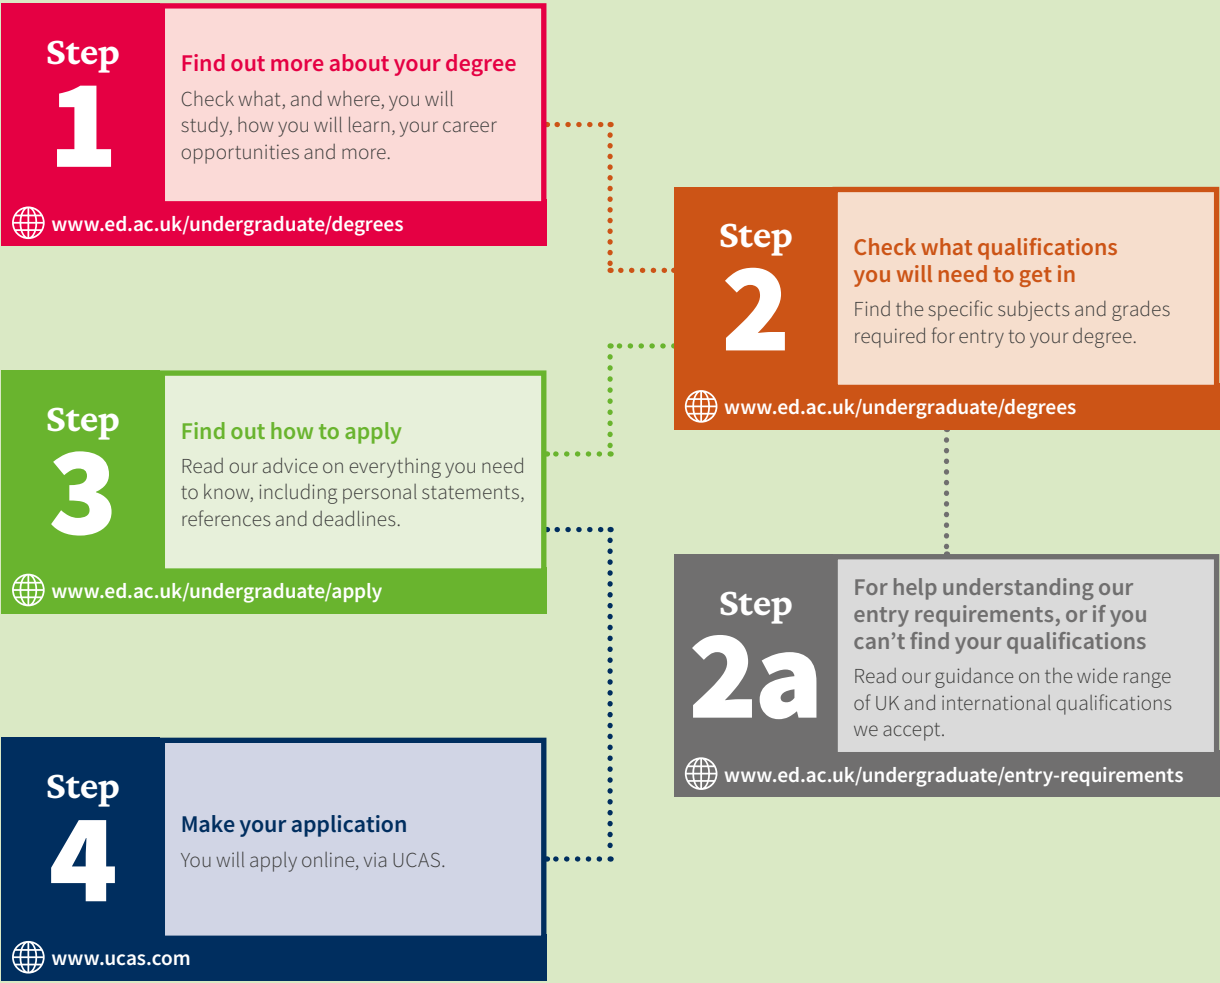 Step
1
Find out more about your degree
Check what, and where, you will
study, how you will learn, your career
opportunities and more.
www.ed.ac.uk/undergraduate/degrees
Step
2
Check what qualifications
you will need to get in
Find the specific subjects and grades
required for entry to your degree.
www.ed.ac.uk/undergraduate/degrees
Step
2a
For help understanding our
entry requirements, or if you
can’t find your qualifications
Read our guidance on the wide range
of UK and international qualifications
we accept.
www.ed.ac.uk/undergraduate/entry-requirements
Step
3
Find out how to apply
Read our advice on everything you need
to know, including personal statements,
references and deadlines.
www.ed.ac.uk/undergraduate/apply
Step
4
Make your application
You will apply online, via UCAS.
www.ucas.com